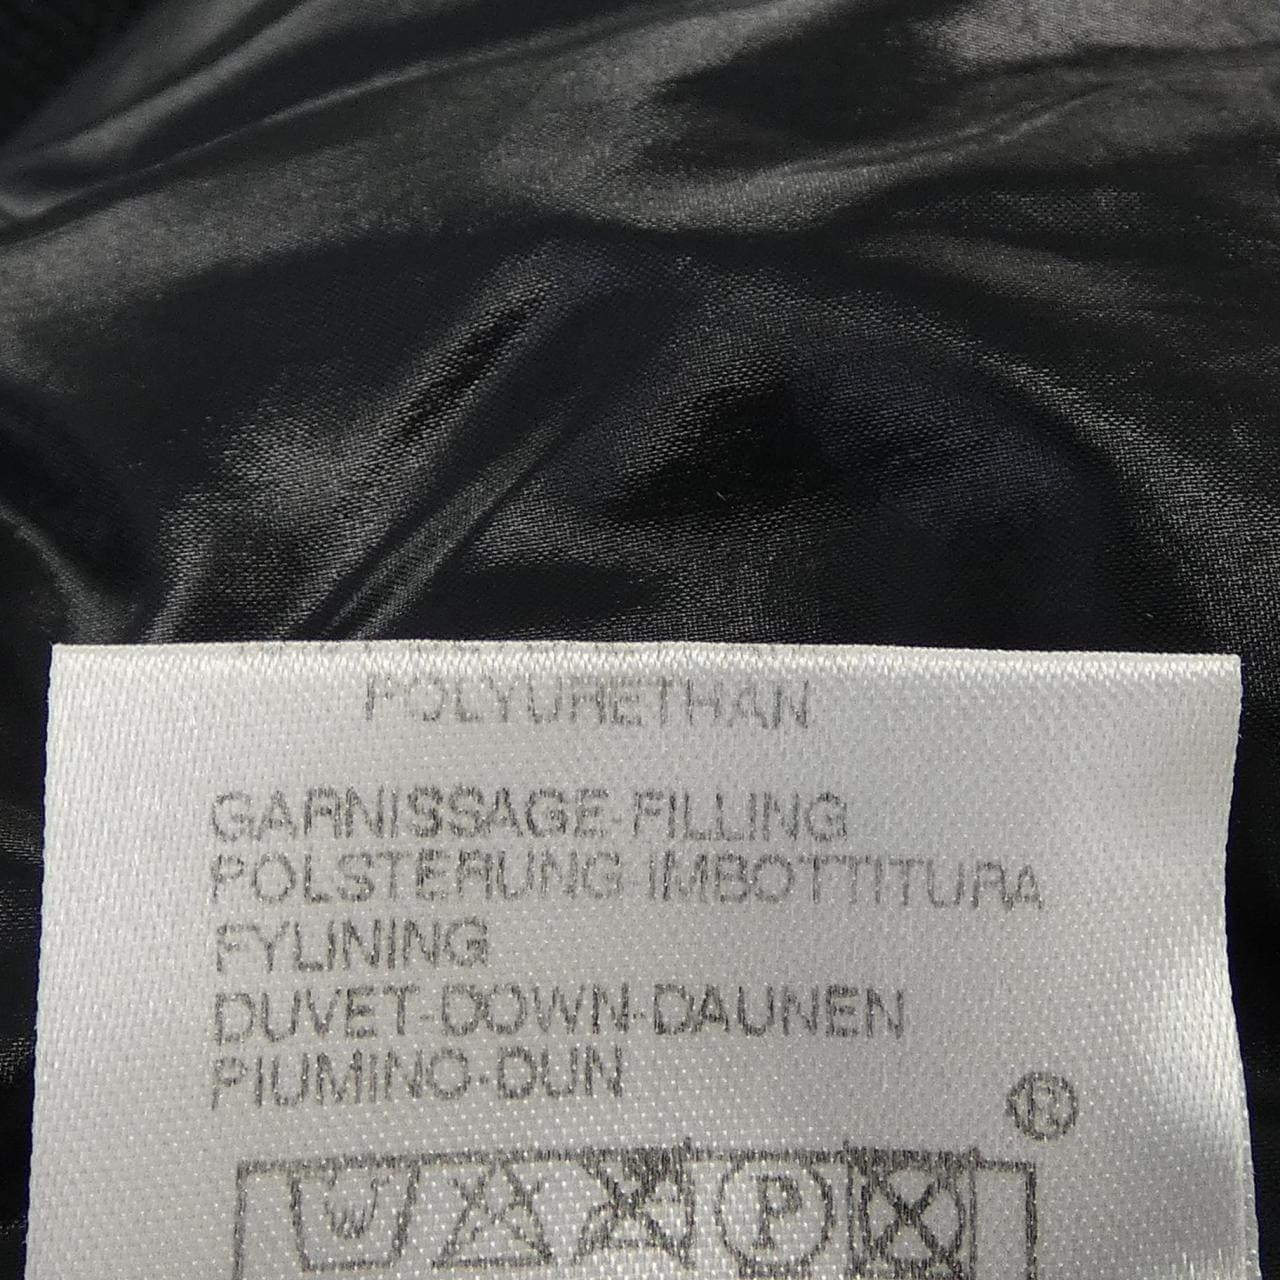 POLYURETHAN
GARNISSAGE-FILLING
POLSTERUNG-IMBOTTITURA
FYLINING
DUVET-DOWN-DAUNEN
PIUMINO-DUN
®
P